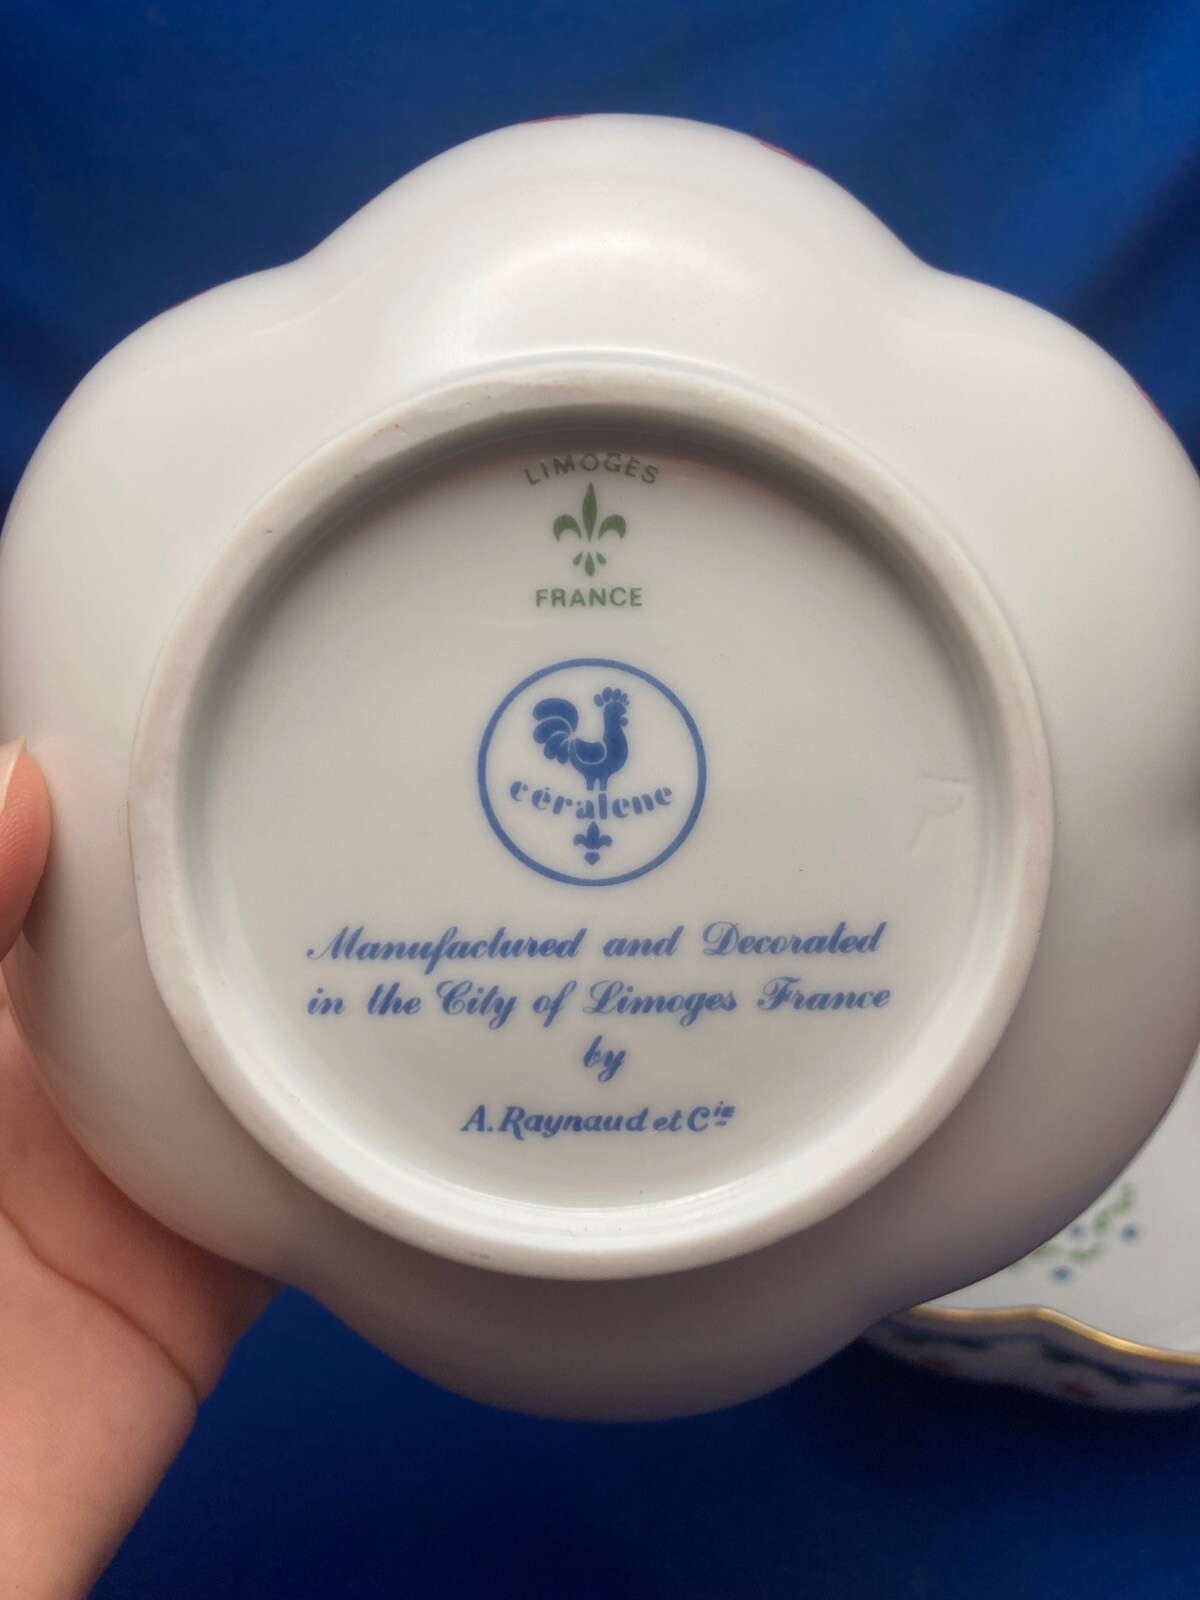 LIMOGES
FRANCE
céralene
Manufactured and Decorated
in the City of Limoges France
by
A. Raynaud et Cie